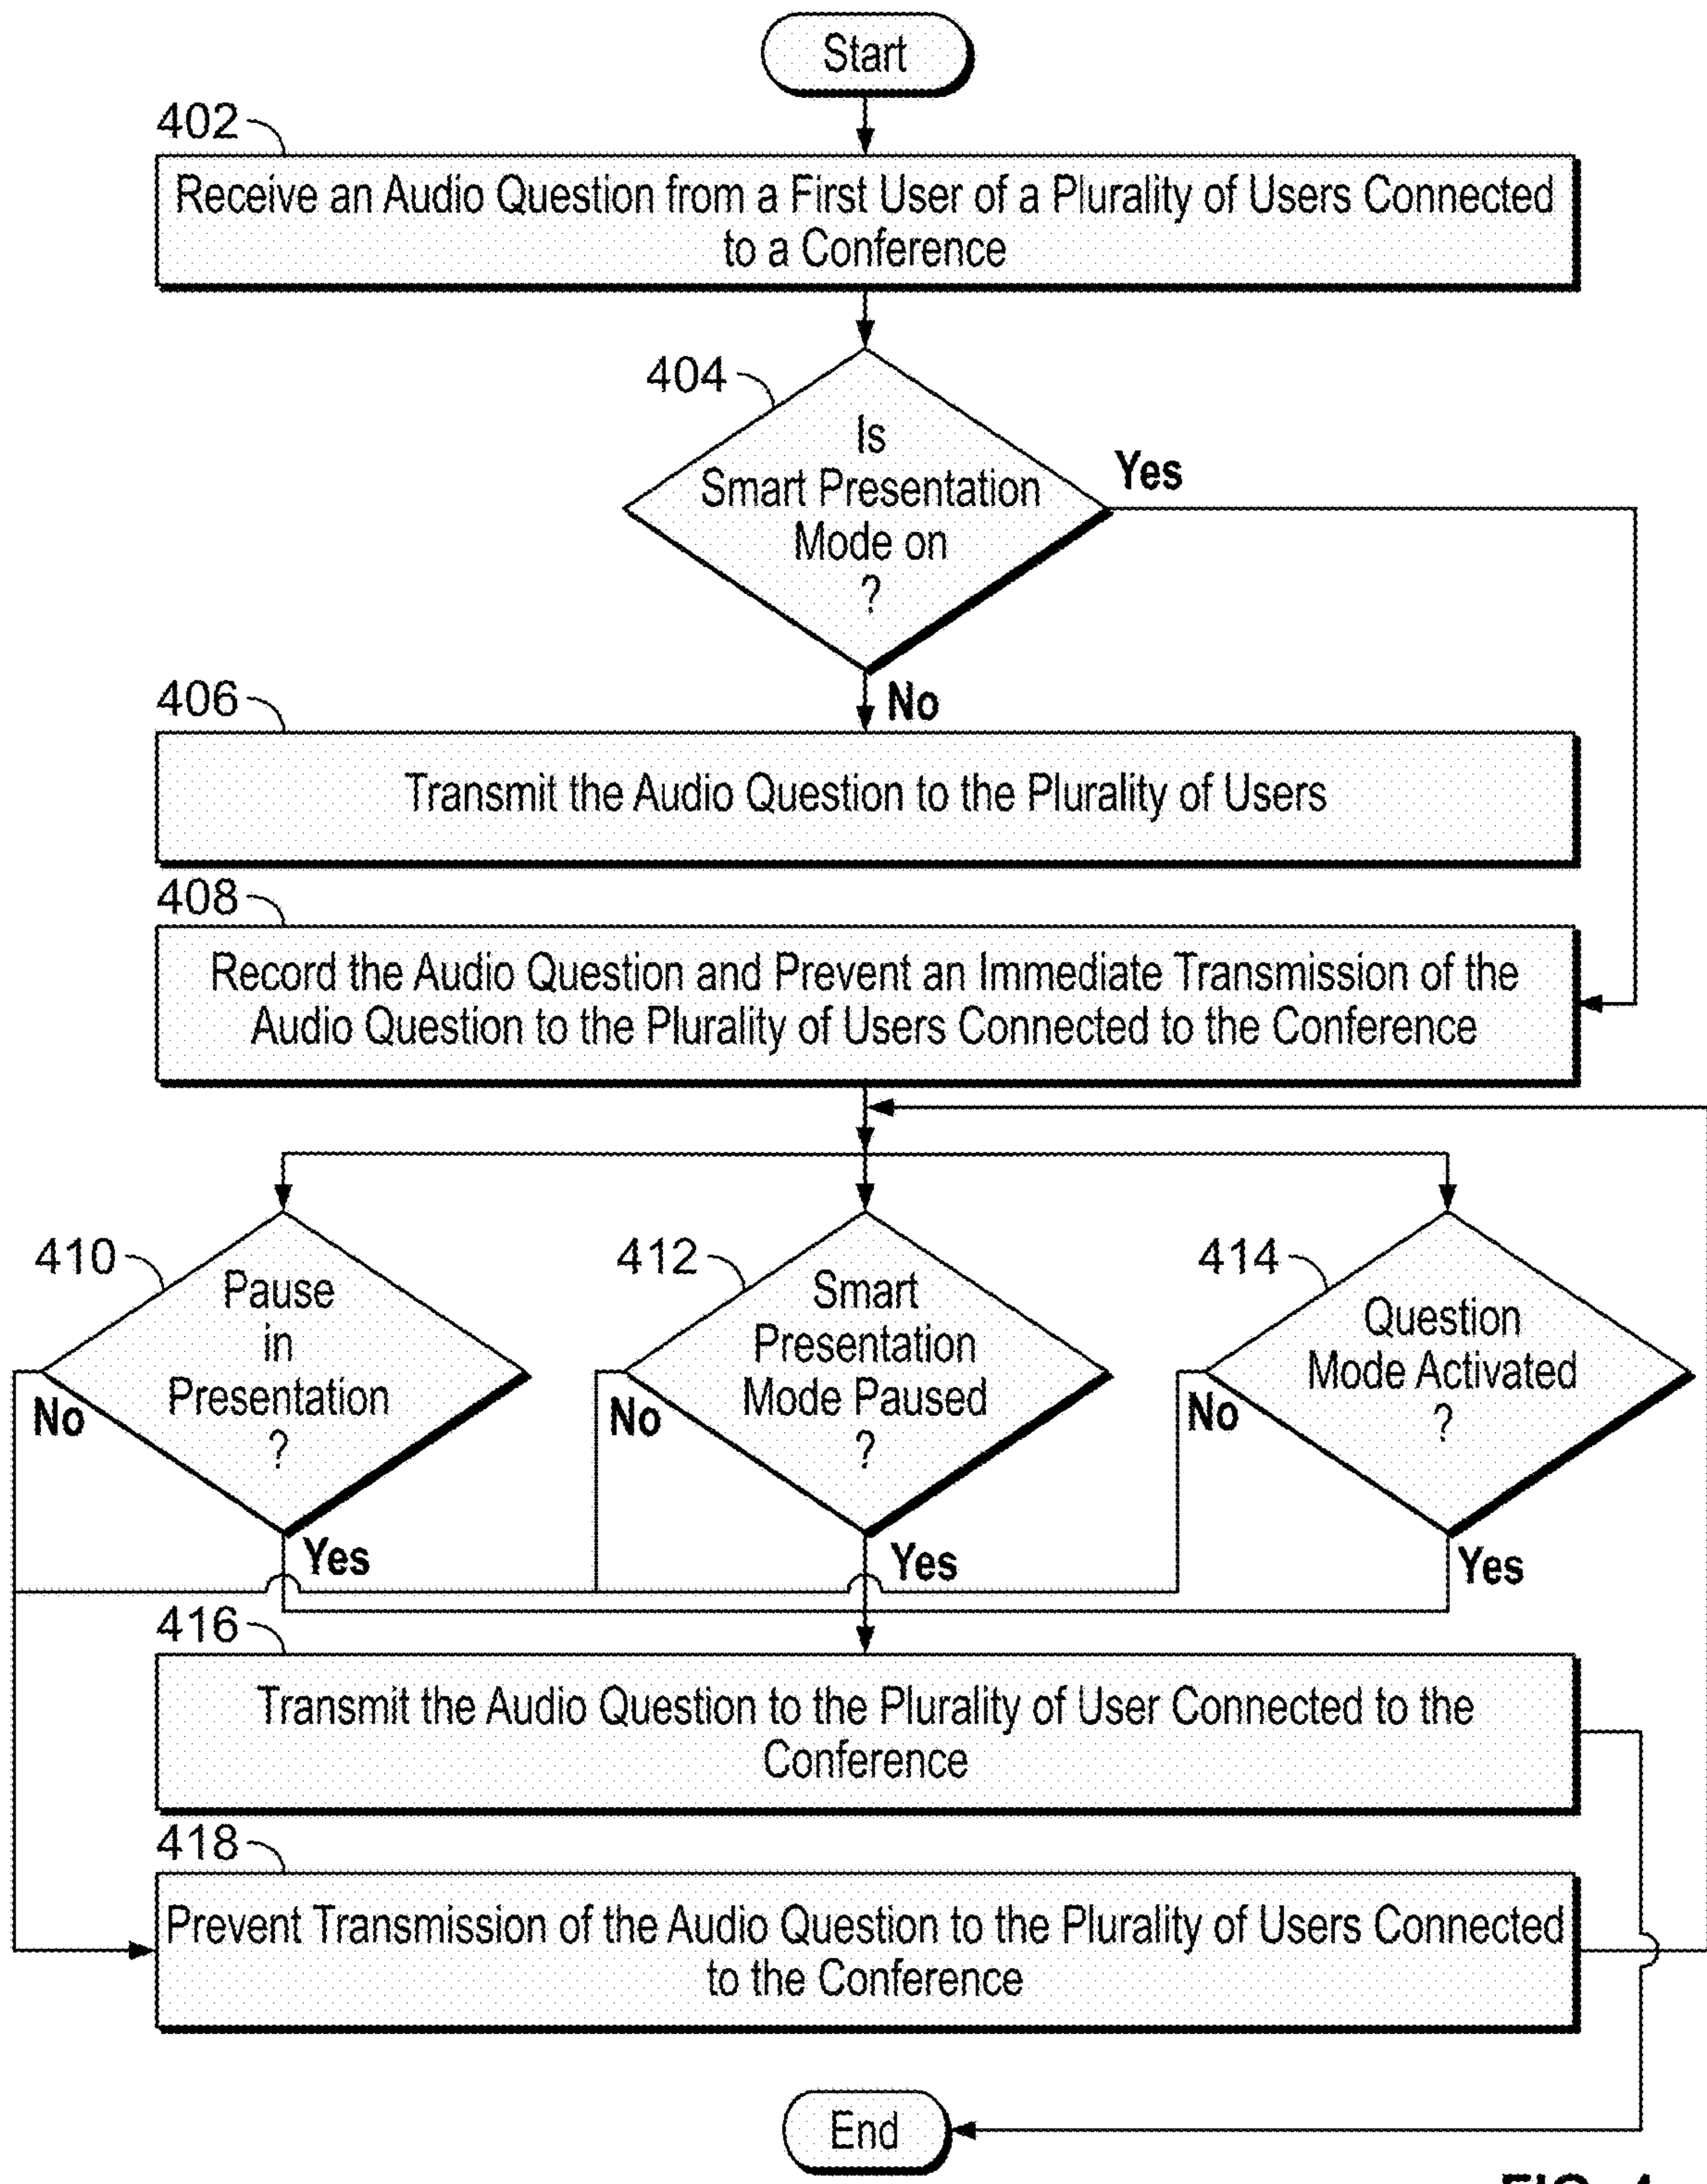 Start
402
Receive an Audio Question from a First User of a Plurality of Users Connected
to a Conference
404
Is
Smart Presentation
Mode on
?
Yes
No
406
Transmit the Audio Question to the Plurality of Users
408
Record the Audio Question and Prevent an Immediate Transmission of the
Audio Question to the Plurality of Users Connected to the Conference
410
Pause
in
Presentation
?
No
Yes
412
Smart
Presentation
Mode Paused
?
No
Yes
414
Question
Mode Activated
?
No
Yes
416
Transmit the Audio Question to the Plurality of User Connected to the
Conference
418
Prevent Transmission of the Audio Question to the Plurality of Users Connected
to the Conference
End